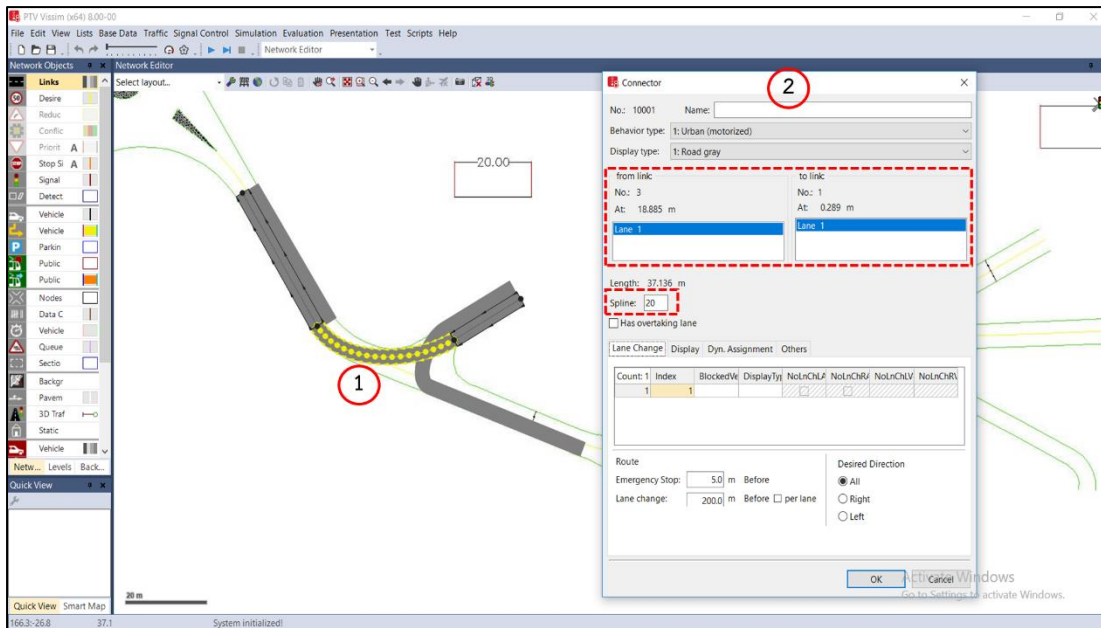 PTV Vissim (x64) 8.00-00
File Edit View Lists Base Data Traffic Signal Control Simulation Evaluation Presentation Test Scripts Help
Network Editor
Network Objects
Network Editor
Select layout...
Links
Desire
Reduc
Conflic
Priorit A
Stop Si A
Signal
Detect
Vehicle
Vehicle
Parkin
Public
Public
Nodes
Data C
Vehicle
Queue
Sectio
Backgr
Pavem
3D Traf
Static
Vehicle
Netw... Levels Back...
Quick View
Quick View Smart Map
20.00
1
20 m
166.3:-26.8 37.1 System initialized!
Connector
2
No.: 10001 Name:
Behavior type: 1: Urban (motorized)
Display type: 1: Road gray
from link: to link:
No.: 3 No.: 1
At: 18.885 m At: 0.289 m
Lane 1 Lane 1
Length: 37.136 m
Spline: 20
Has overtaking lane
Lane Change Display Dyn. Assignment Others
Count: 1 Index BlockedVe DisplayTyp NoLnChLA NoLnChRA NoLnChLV NoLnChRV
1 1
Route Desired Direction
Emergency Stop: 5.0 m Before All
Lane change: 200.0 m Before per lane Right
Left
OK Cancel
Activate Windows
Go to Settings to activate Windows.